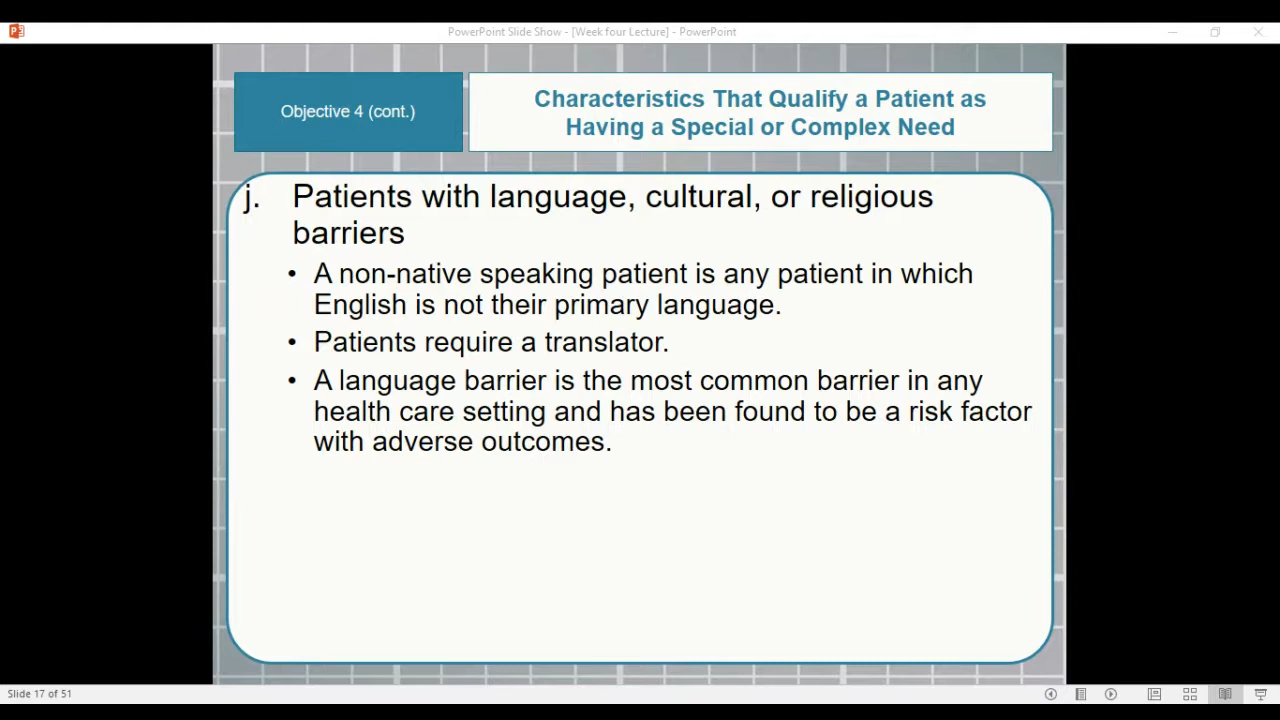 PowerPoint Slide Show - [Week four Lecture] - PowerPoint
Objective 4 (cont.)
Characteristics That Qualify a Patient as
Having a Special or Complex Need
j. Patients with language, cultural, or religious
barriers
• A non-native speaking patient is any patient in which
English is not their primary language.
• Patients require a translator.
• A language barrier is the most common barrier in any
health care setting and has been found to be a risk factor
with adverse outcomes.
Slide 17 of 51